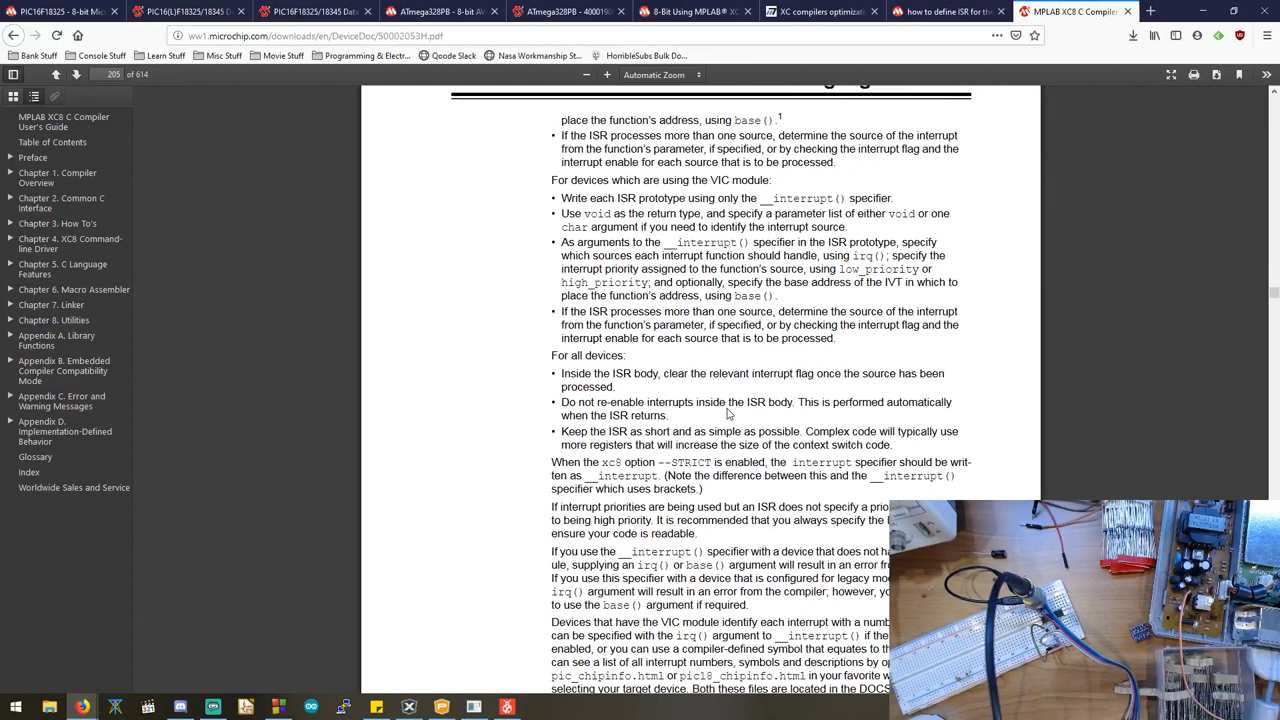 PIC16F18325 - 8-bit Mic
PIC16(L)F18325/18345 Da
PIC16F18325/18345 Data
ATmega328PB - 8-bit AV
ATmega328PB - 4000190
8-Bit Using MPLAB® XC
XC compilers optimizati
how to define ISR for the
MPLAB XC8 C Compiler
ww1.microchip.com/downloads/en/DeviceDoc/50002053H.pdf
Bank Stuff
Console Stuff
Learn Stuff
Misc Stuff
Movie Stuff
Programming & Electr...
Qode Slack
Nasa Workmanship St...
HorribleSubs Bulk Do...
205 of 614
Automatic Zoom
MPLAB XC8 C Compiler
User's Guide
Table of Contents
Preface
Chapter 1. Compiler
Overview
Chapter 2. Common C
Interface
Chapter 3. How To's
Chapter 4. XC8 Command-
line Driver
Chapter 5. C Language
Features
Chapter 6. Macro Assembler
Chapter 7. Linker
Chapter 8. Utilities
Appendix A. Library
Functions
Appendix B. Embedded
Compiler Compatibility
Mode
Appendix C. Error and
Warning Messages
Appendix D.
Implementation-Defined
Behavior
Glossary
Index
Worldwide Sales and Service
place the function's address, using base().1
• If the ISR processes more than one source, determine the source of the interrupt
from the function's parameter, if specified, or by checking the interrupt flag and the
interrupt enable for each source that is to be processed.
For devices which are using the VIC module:
• Write each ISR prototype using only the __interrupt() specifier.
• Use void as the return type, and specify a parameter list of either void or one
char argument if you need to identify the interrupt source.
• As arguments to the __interrupt() specifier in the ISR prototype, specify
which sources each interrupt function should handle, using irq(); specify the
interrupt priority assigned to the function's source, using low_priority or
high_priority; and optionally, specify the base address of the IVT in which to
place the function's address, using base().
• If the ISR processes more than one source, determine the source of the interrupt
from the function's parameter, if specified, or by checking the interrupt flag and the
interrupt enable for each source that is to be processed.
For all devices:
• Inside the ISR body, clear the relevant interrupt flag once the source has been
processed.
• Do not re-enable interrupts inside the ISR body. This is performed automatically
when the ISR returns.
• Keep the ISR as short and as simple as possible. Complex code will typically use
more registers that will increase the size of the context switch code.
When the xc8 option --STRICT is enabled, the interrupt specifier should be writ-
ten as __interrupt. (Note the difference between this and the __interrupt()
specifier which uses brackets.)
If interrupt priorities are being used but an ISR does not specify a prio
to being high priority. It is recommended that you always specify the
ensure your code is readable.
If you use the __interrupt() specifier with a device that does not ha
ule, supplying an irq() or base() argument will result in an error fro
If you use this specifier with a device that is configured for legacy mo
irq() argument will result in an error from the compiler; however, yo
to use the base() argument if required.
Devices that have the VIC module identify each interrupt with a numb
can be specified with the irq() argument to __interrupt() if the
enabled, or you can use a compiler-defined symbol that equates to th
can see a list of all interrupt numbers, symbols and descriptions by op
pic_chipinfo.html or pic18_chipinfo.html in your favorite w
selecting your target device. Both these files are located in the DOCS